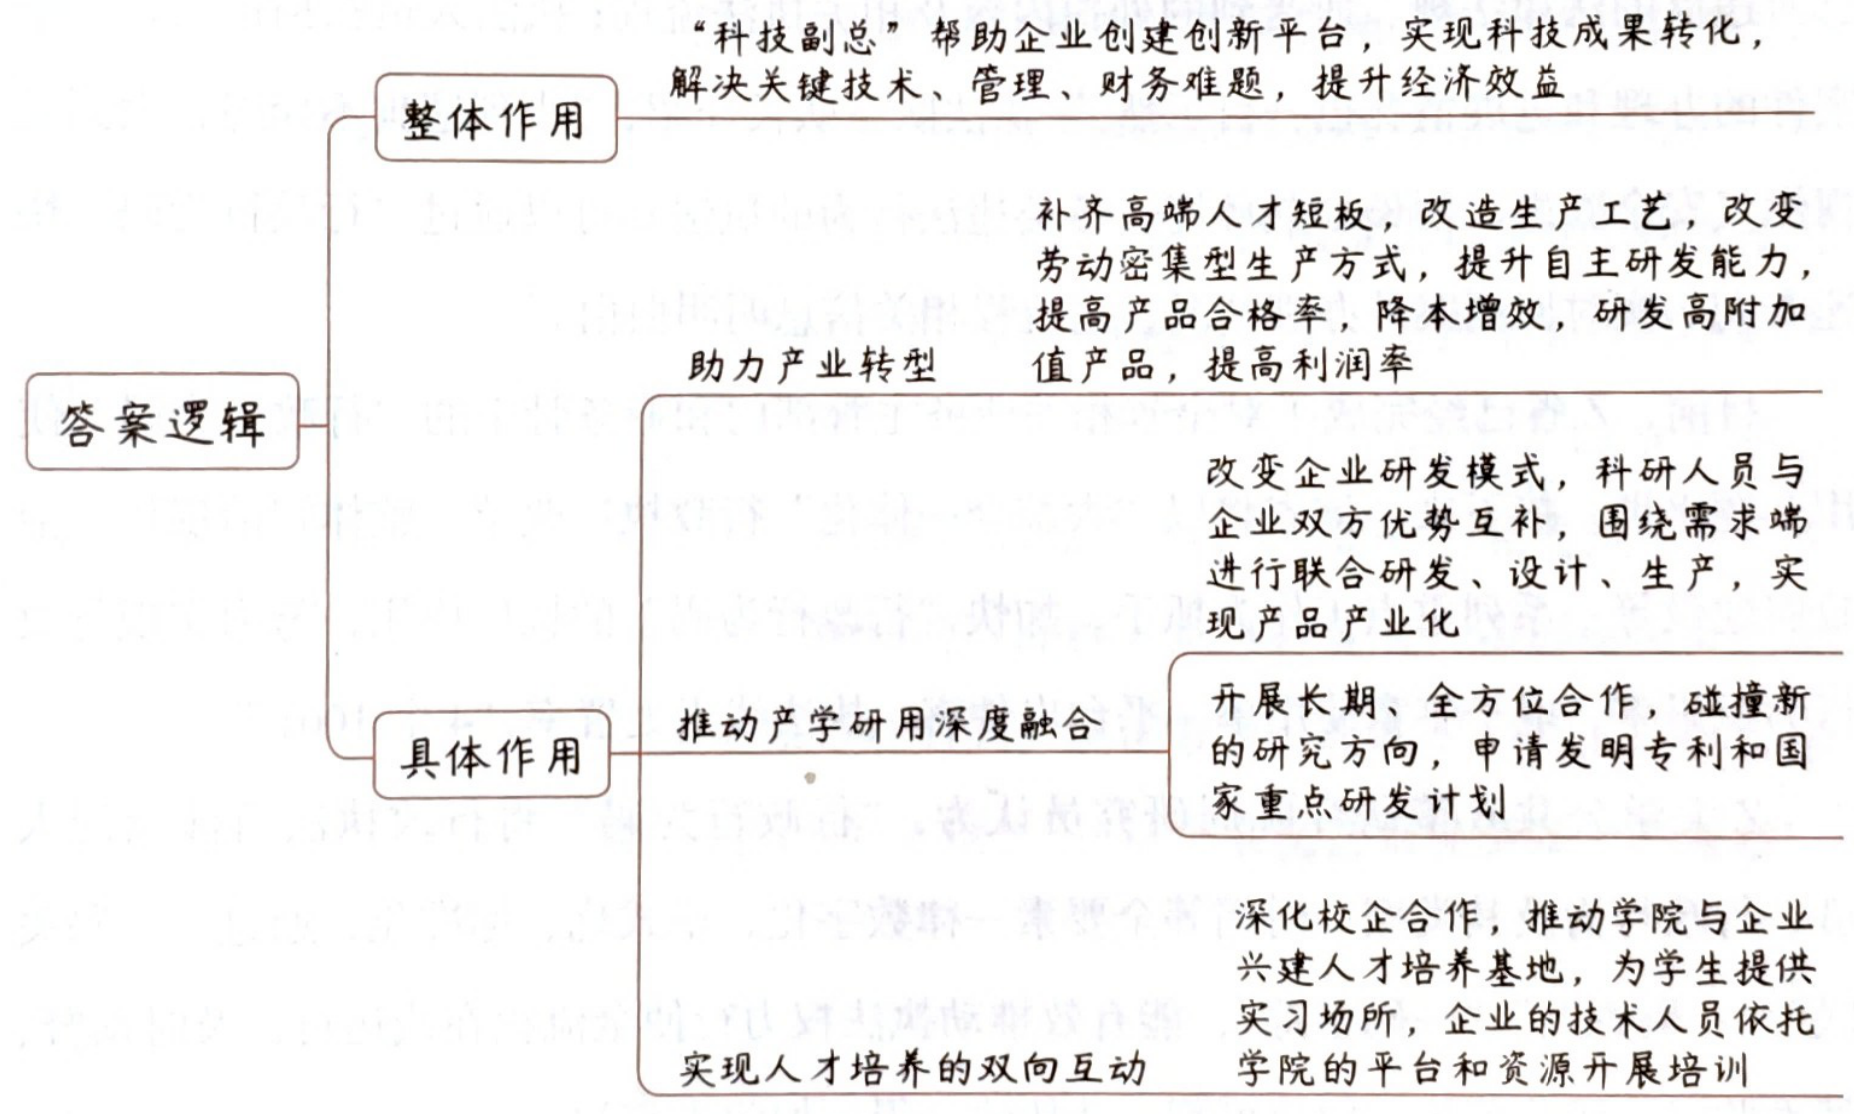 “科技副总”帮助企业创建创新平台，实现科技成果转化，
解决关键技术、管理、财务难题，提升经济效益
整体作用
补齐高端人才短板，改造生产工艺，改变
劳动密集型生产方式，提升自主研发能力，
提高产品合格率，降本增效，研发高附加
值产品，提高利润率
助力产业转型
答案逻辑
改变企业研发模式，科研人员与
企业双方优势互补，围绕需求端
进行联合研发、设计、生产，实
现产品产业化
推动产学研用深度融合
开展长期、全方位合作，碰撞新
的研究方向，申请发明专利和国
家重点研发计划
具体作用
深化校企合作，推动学院与企业
兴建人才培养基地，为学生提供
实习场所，企业的技术人员依托
学院的平台和资源开展培训
实现人才培养的双向互动